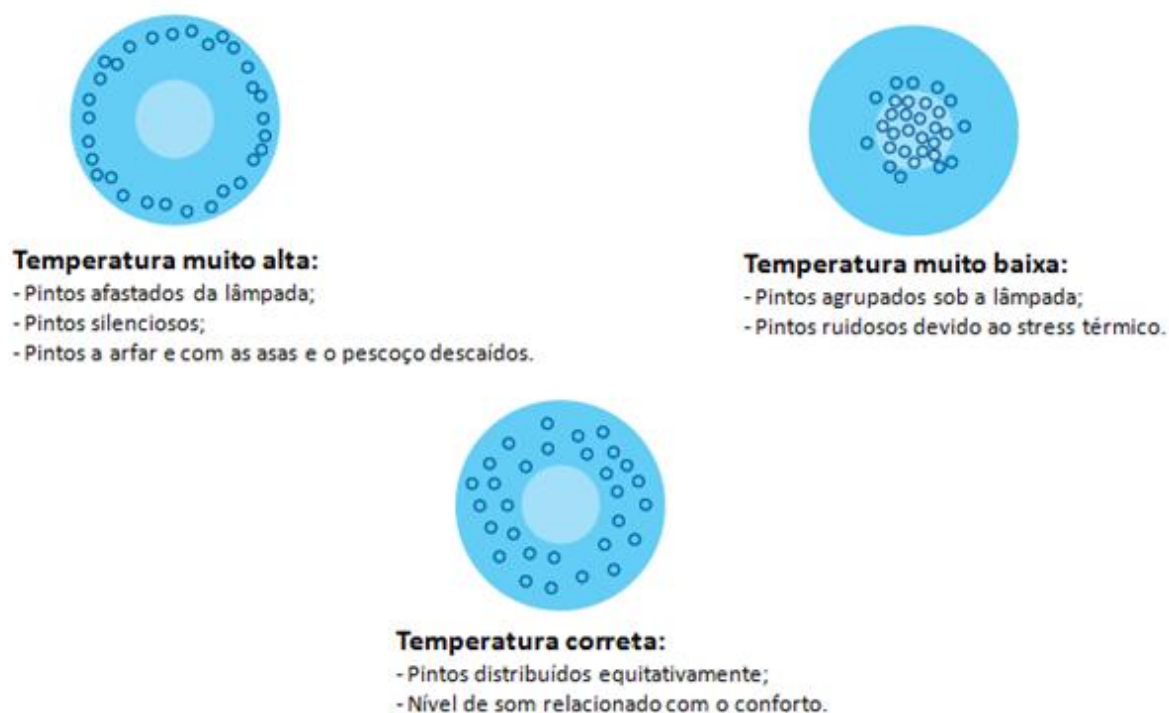 Temperatura muito alta:
- Pintos afastados da lâmpada;
- Pintos silenciosos;
- Pintos a arfar e com as asas e o pescoço descaídos.
Temperatura muito baixa:
- Pintos agrupados sob a lâmpada;
- Pintos ruidosos devido ao stress térmico.
Temperatura correta:
- Pintos distribuídos equitativamente;
- Nível de som relacionado com o conforto.